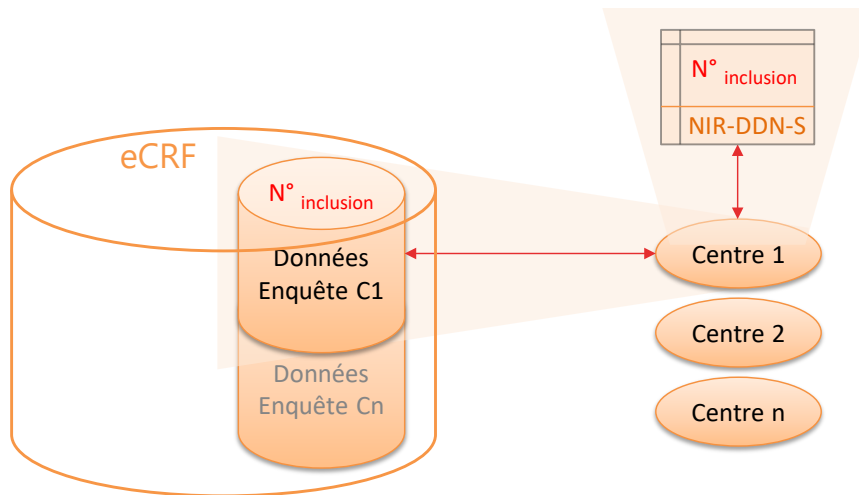 eCRF
N° inclusion
Données
Enquête C1
Données
Enquête Cn
N° inclusion
NIR-DDN-S
Centre 1
Centre 2
Centre n